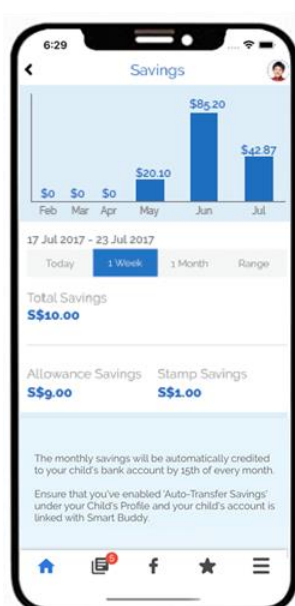 6:29
Savings
$85.20
$42.87
$20.10
$0 $0 $0
Feb Mar Apr May Jun Jul
17 Jul 2017 - 23 Jul 2017
Today 1 Week 1 Month Range
Total Savings
S$10.00
Allowance Savings Stamp Savings
S$9.00 S$1.00
The monthly savings will be automatically credited
to your child's bank account by 15th of every month.
Ensure that you've enabled 'Auto-Transfer Savings'
under your Child's Profile and your child's account is
linked with Smart Buddy.
5
f